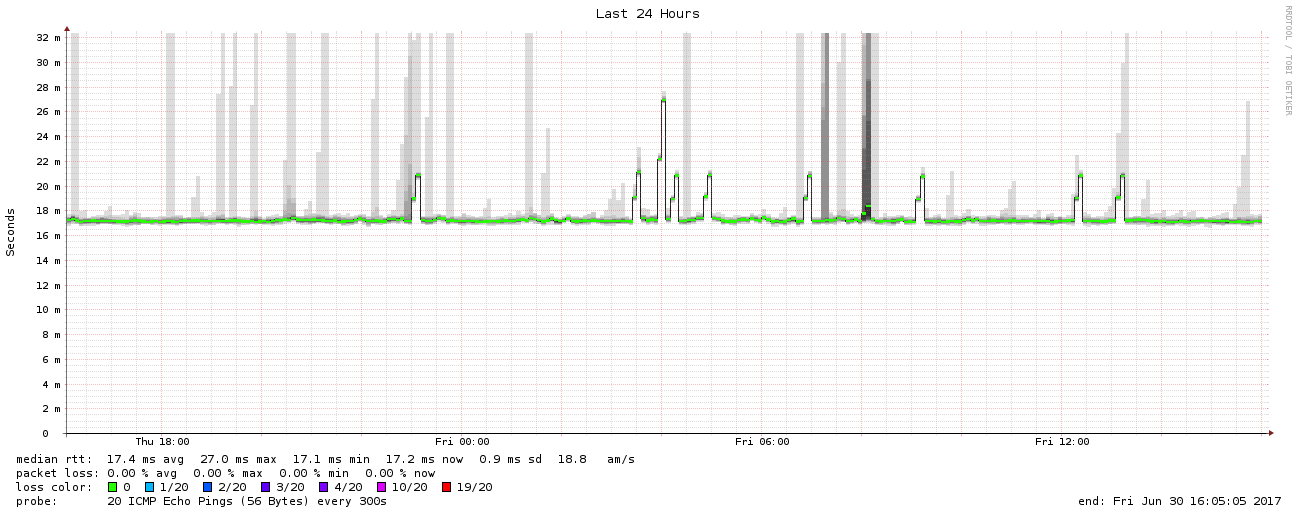 Last 24 Hours
RRDTOOL / TOBI OETIKER
Seconds
32 m
30 m
28 m
26 m
24 m
22 m
20 m
18 m
16 m
14 m
12 m
10 m
8 m
6 m
4 m
2 m
0
Thu 18:00 Fri 00:00 Fri 06:00 Fri 12:00
median rtt: 17.4 ms avg 27.0 ms max 17.1 ms min 17.2 ms now 0.9 ms sd 18.8 am/s
packet loss: 0.00 % avg 0.00 % max 0.00 % min 0.00 % now
loss color: 0 1/20 2/20 3/20 4/20 10/20 19/20
probe: 20 ICMP Echo Pings (56 Bytes) every 300s end: Fri Jun 30 16:05:05 2017